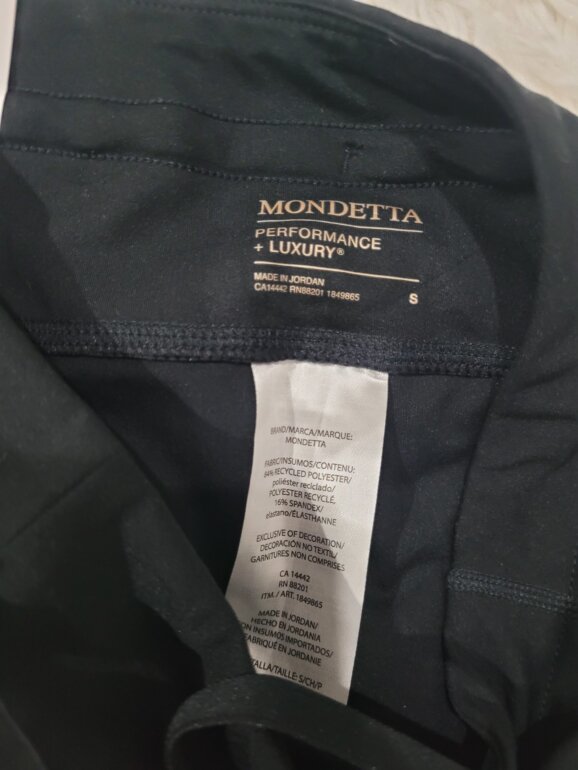 MONDETTA
PERFORMANCE
+ LUXURY®
MADE IN JORDAN
CA14442 RN88201 1849865
S
BRAND/MARCA/MARQUE:
MONDETTA
FABRIC/INSUMOS/CONTENU:
84% RECYCLED POLYESTER/
poliéster reciclado/
POLYESTER RECYCLÉ,
16% SPANDEX/
elastano/ÉLASTHANNE
EXCLUSIVE OF DECORATION/
DECORACIÓN NO TEXTIL/
GARNITURES NON COMPRISES
CA 14442
RN 88201
ITM. / ART. 1849865
MADE IN JORDAN/
HECHO EN JORDANIA
ON INSUMOS IMPORTADOS/
FABRIQUÉ EN JORDANIE
TALLA/TAILLE: S/CH/P